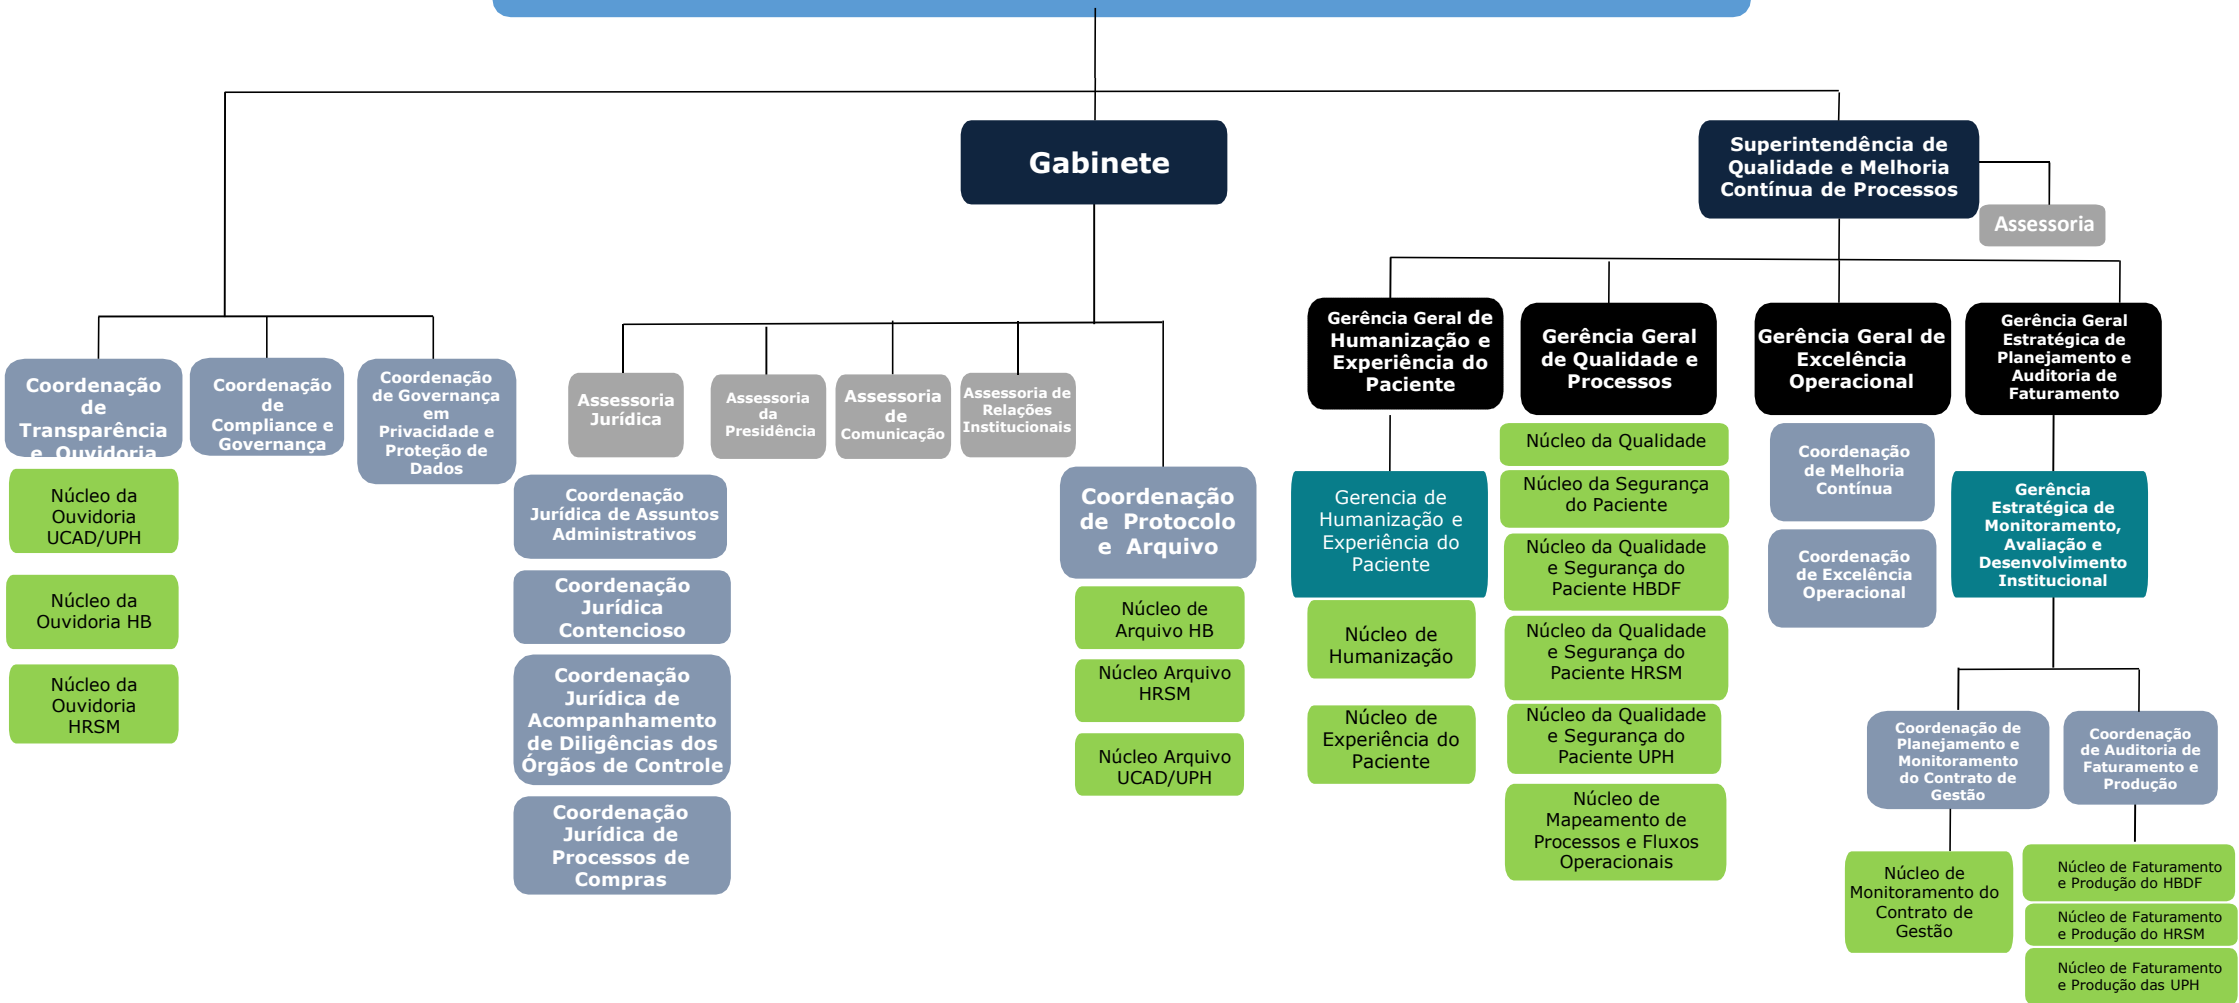 Gabinete
Superintendência de
Qualidade e Melhoria
Contínua de Processos
Assessoria
Coordenação
de
Transparência
e Ouvidoria
Núcleo da
Ouvidoria
UCAD/UPH
Núcleo da
Ouvidoria HB
Núcleo da
Ouvidoria
HRSM
Coordenação
de
Compliance e
Governança
Coordenação
de Governança
em
Privacidade e
Proteção de
Dados
Assessoria
Jurídica
Assessoria
da
Presidência
Assessoria
de
Comunicação
Assessoria de
Relações
Institucionais
Coordenação
Jurídica de Assuntos
Administrativos
Coordenação
Jurídica
Contencioso
Coordenação
Jurídica de
Acompanhamento
de Diligências dos
Órgãos de Controle
Coordenação
Jurídica de
Processos de
Compras
Coordenação
de Protocolo
e Arquivo
Núcleo de
Arquivo HB
Núcleo Arquivo
HRSM
Núcleo Arquivo
UCAD/UPH
Gerência Geral de
Humanização e
Experiência do
Paciente
Gerencia de
Humanização e
Experiência do
Paciente
Núcleo de
Humanização
Núcleo de
Experiência do
Paciente
Gerência Geral
de Qualidade e
Processos
Núcleo da Qualidade
Núcleo da Segurança
do Paciente
Núcleo da Qualidade
e Segurança do
Paciente HBDF
Núcleo da Qualidade
e Segurança do
Paciente HRSM
Núcleo da Qualidade
e Segurança do
Paciente UPH
Núcleo de
Mapeamento de
Processos e Fluxos
Operacionais
Gerência Geral de
Excelência
Operacional
Coordenação
de Melhoria
Contínua
Coordenação
de Excelência
Operacional
Gerência Geral
Estratégica de
Planejamento e
Auditoria de
Faturamento
Gerência
Estratégica de
Monitoramento,
Avaliação e
Desenvolvimento
Institucional
Coordenação de
Planejamento e
Monitoramento
do Contrato de
Gestão
Núcleo de
Monitoramento do
Contrato de
Gestão
Coordenação
de Auditoria de
Faturamento e
Produção
Núcleo de Faturamento
e Produção do HBDF
Núcleo de Faturamento
e Produção do HRSM
Núcleo de Faturamento
e Produção das UPH